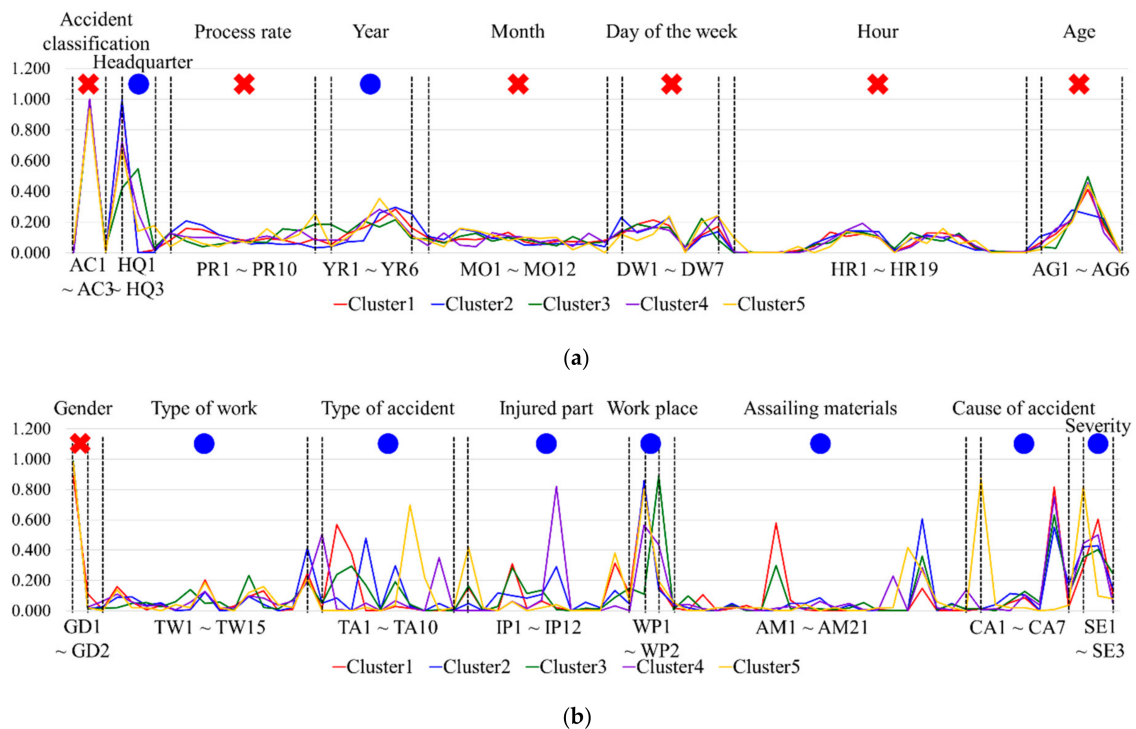 (a)
Accident classification
Headquarter
Process rate
Year
Month
Day of the week
Hour
Age
1.200
1.000
0.800
0.600
0.400
0.200
0.000
AC1 ~ AC3
HQ1 ~ HQ3
PR1 ~ PR10
YR1 ~ YR6
MO1 ~ MO12
DW1 ~ DW7
HR1 ~ HR19
AG1 ~ AG6
Cluster1
Cluster2
Cluster3
Cluster4
Cluster5
(b)
Gender
Type of work
Type of accident
Injured part
Work place
Assailing materials
Cause of accident
Severity
1.200
1.000
0.800
0.600
0.400
0.200
0.000
GD1 ~ GD2
TW1 ~ TW15
TA1 ~ TA10
IP1 ~ IP12
WP1 ~ WP2
AM1 ~ AM21
CA1 ~ CA7
SE1 ~ SE3
Cluster1
Cluster2
Cluster3
Cluster4
Cluster5